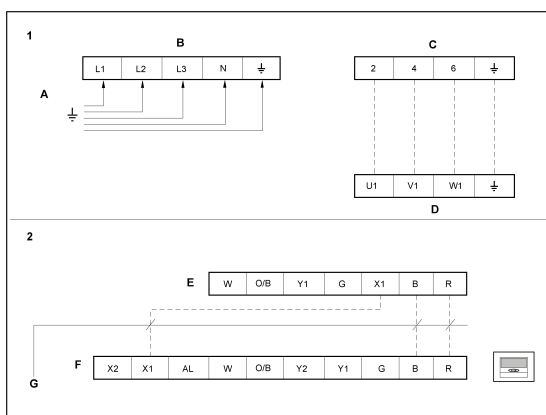 1
B
C
L1 L2 L3 N
2 4 6
A
U1 V1 W1
D
2
E W O/B Y1 G X1 B R
F X2 X1 AL W O/B Y2 Y1 G B R
G